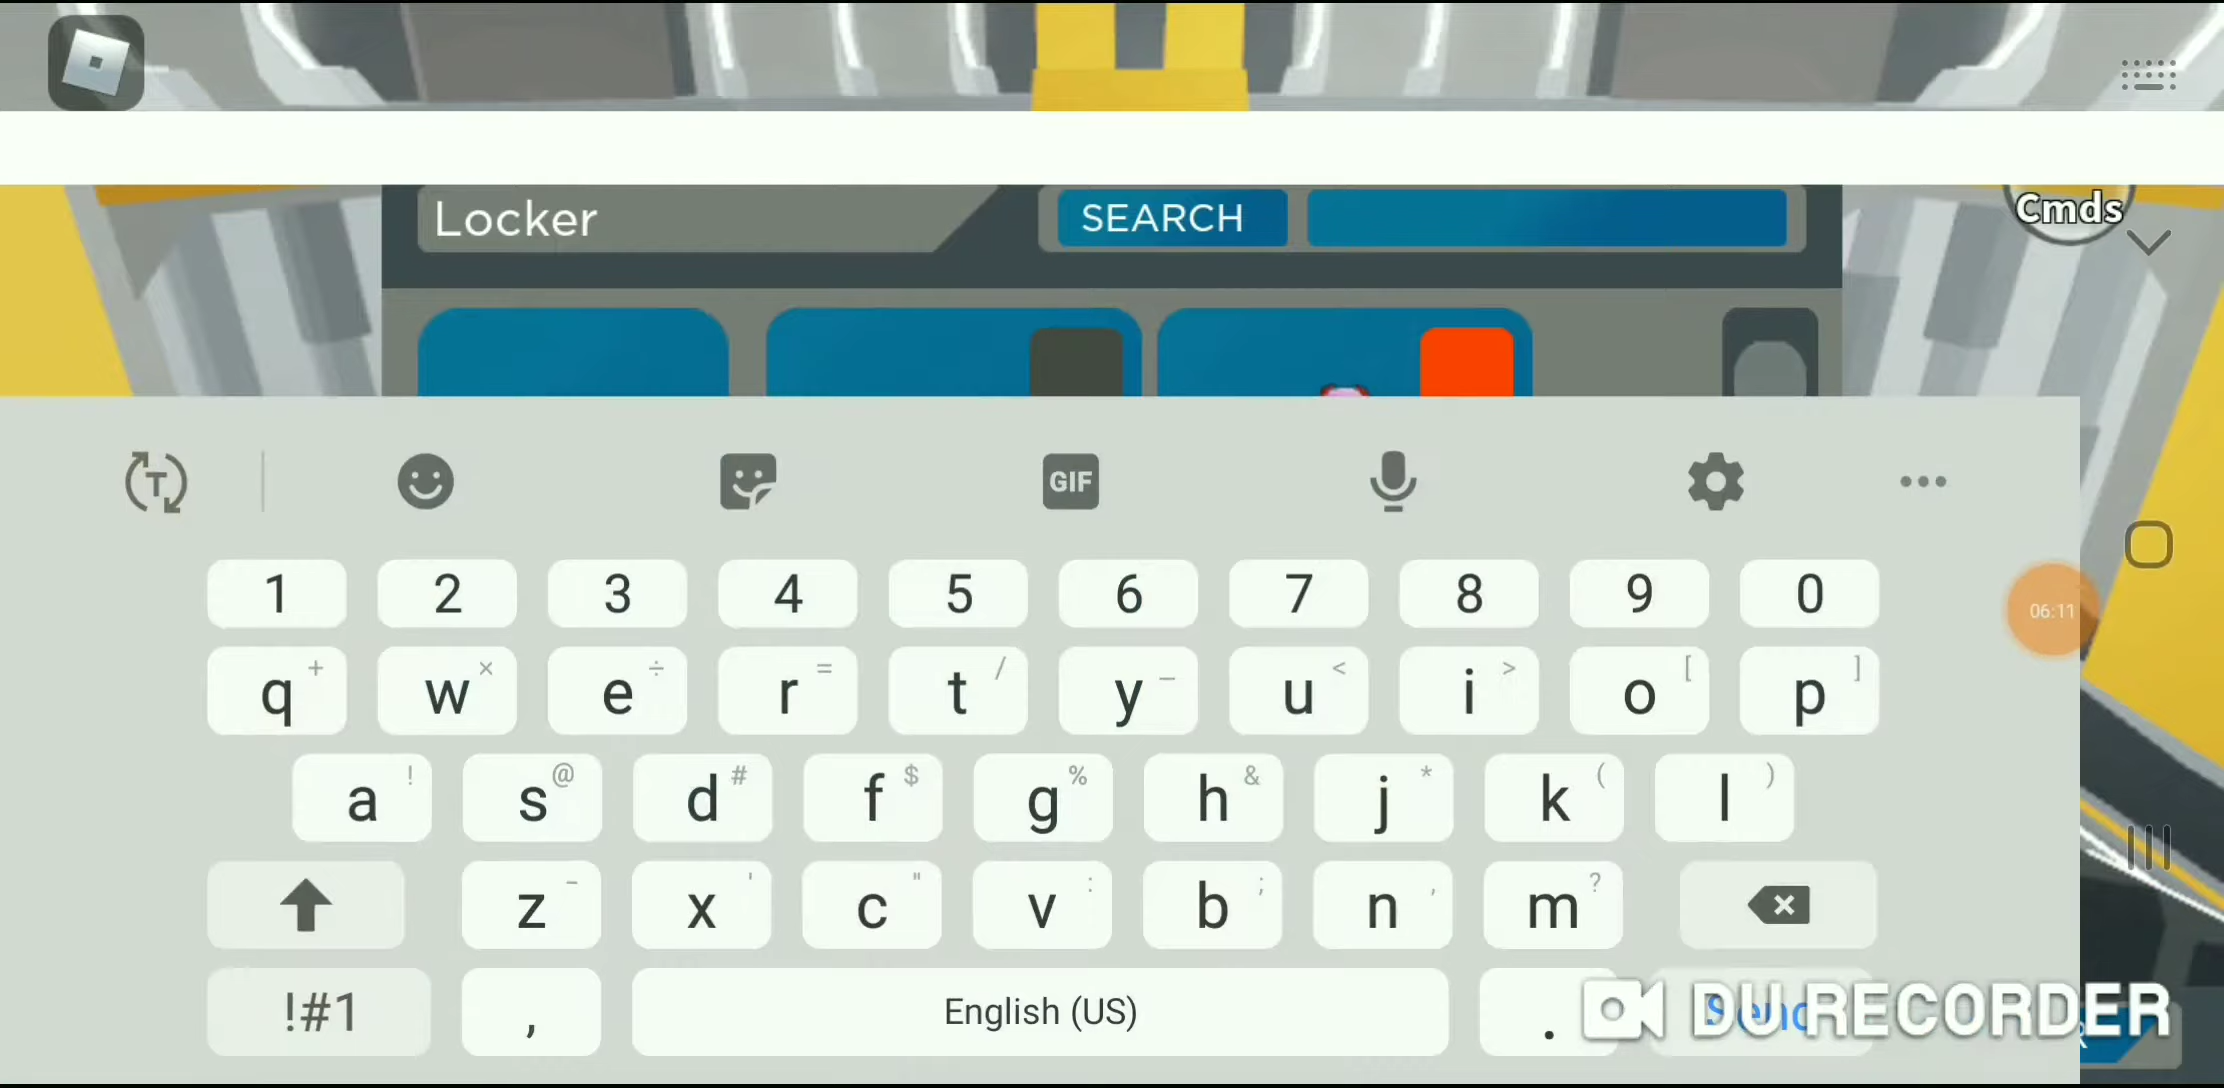 Locker
SEARCH
Cmds
GIF
1 2 3 4 5 6 7 8 9 0
q + w × e ÷ r = t / y _ u < i > o [ p ]
a ! s @ d # f $ g % h & j * k ( l )
z - x ' c " v : b ; n , m ?
!#1 , English (US) . Send
06:11
DU RECORDER